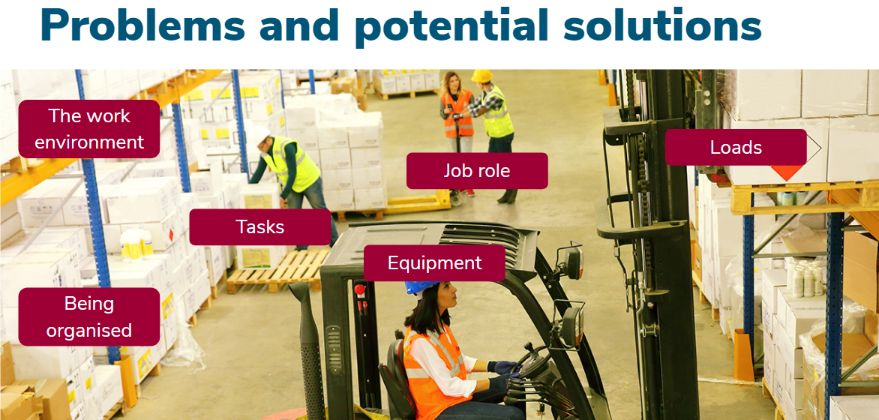 Problems and potential solutions
The work
environment
Job role
Loads
Tasks
Equipment
Being
organised